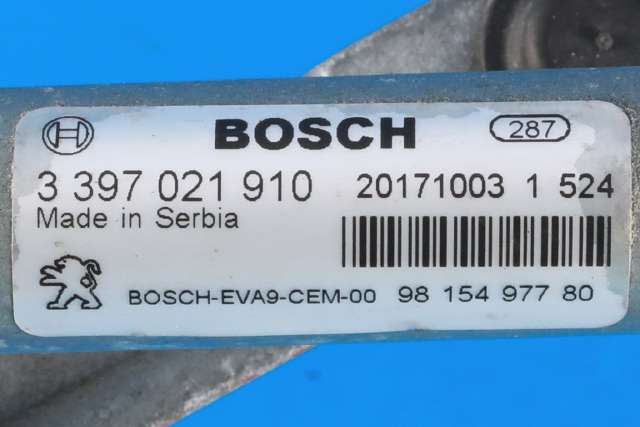 BOSCH 287
3 397 021 910 20171003 1 524
Made in Serbia
BOSCH-EVA9-CEM-00 98 154 977 80